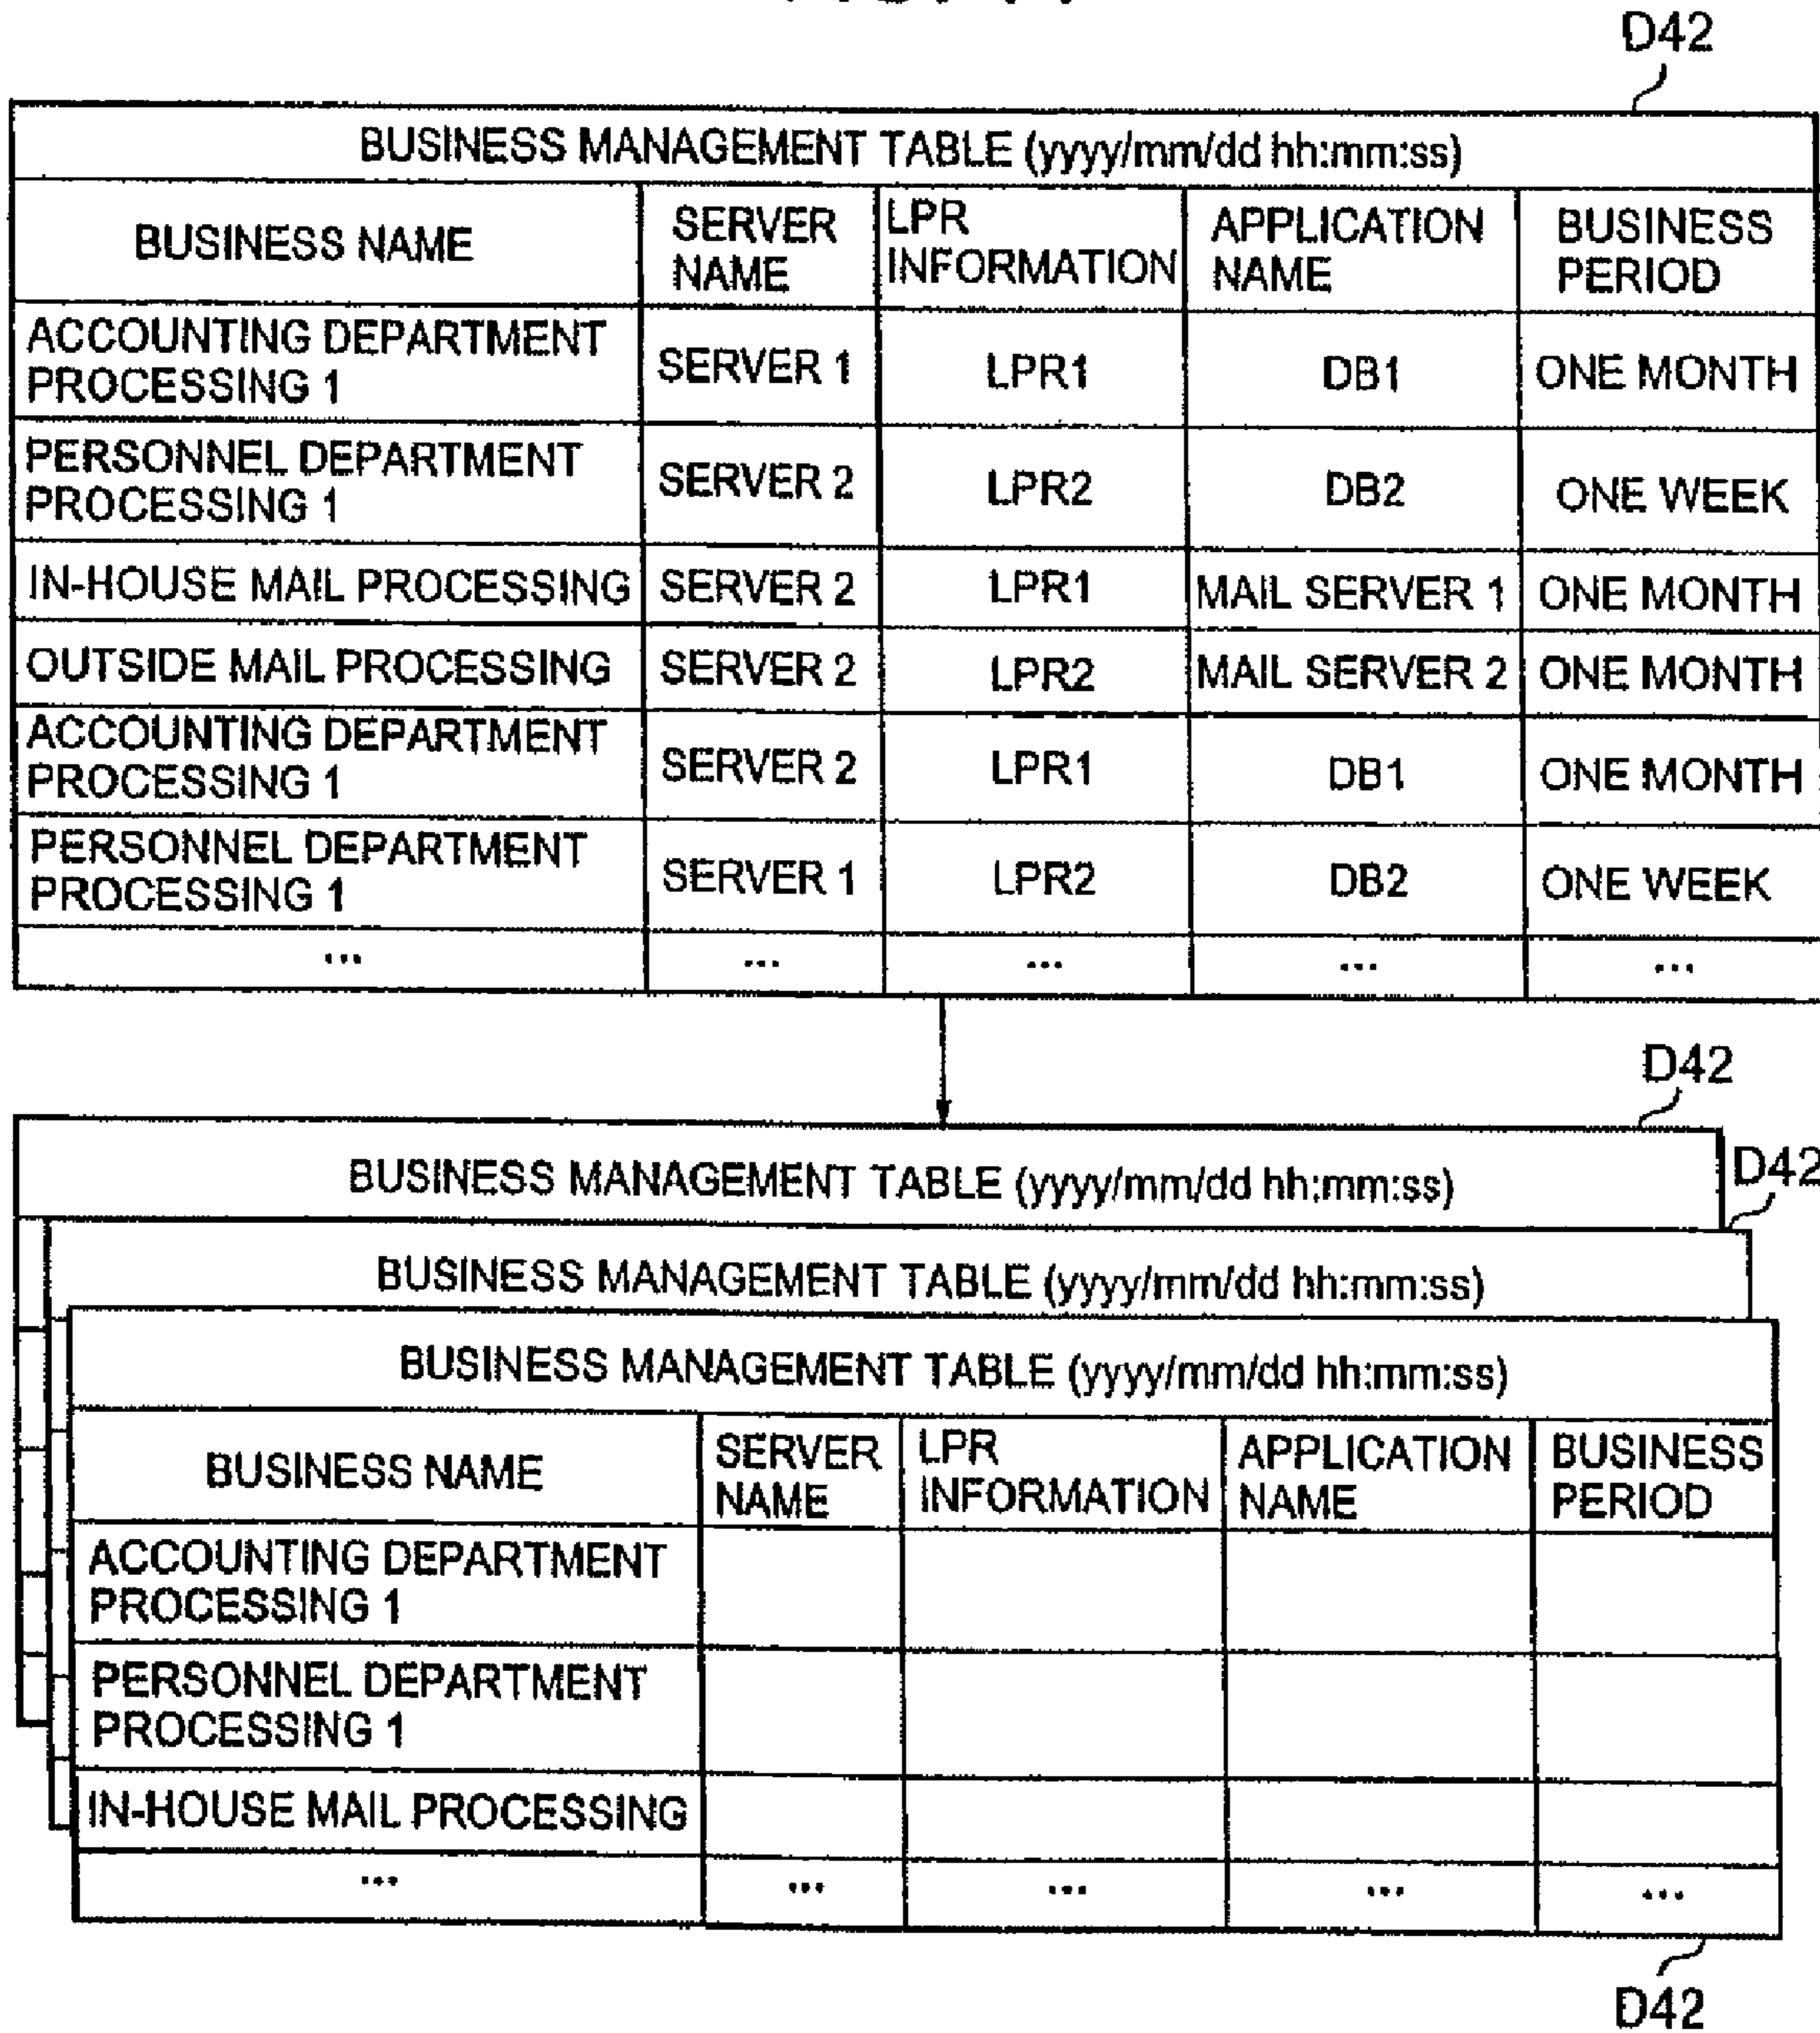 D42
BUSINESS MANAGEMENT TABLE (yyyy/mm/dd hh:mm:ss)
BUSINESS NAME SERVER NAME LPR INFORMATION APPLICATION NAME BUSINESS PERIOD
ACCOUNTING DEPARTMENT PROCESSING 1 SERVER 1 LPR1 DB1 ONE MONTH
PERSONNEL DEPARTMENT PROCESSING 1 SERVER 2 LPR2 DB2 ONE WEEK
IN-HOUSE MAIL PROCESSING SERVER 2 LPR1 MAIL SERVER 1 ONE MONTH
OUTSIDE MAIL PROCESSING SERVER 2 LPR2 MAIL SERVER 2 ONE MONTH
ACCOUNTING DEPARTMENT PROCESSING 1 SERVER 2 LPR1 DB1 ONE MONTH
PERSONNEL DEPARTMENT PROCESSING 1 SERVER 1 LPR2 DB2 ONE WEEK
... ... ... ... ...
D42
BUSINESS MANAGEMENT TABLE (yyyy/mm/dd hh:mm:ss)
D42
BUSINESS MANAGEMENT TABLE (yyyy/mm/dd hh:mm:ss)
BUSINESS MANAGEMENT TABLE (yyyy/mm/dd hh:mm:ss)
BUSINESS NAME SERVER NAME LPR INFORMATION APPLICATION NAME BUSINESS PERIOD
ACCOUNTING DEPARTMENT PROCESSING 1
PERSONNEL DEPARTMENT PROCESSING 1
IN-HOUSE MAIL PROCESSING
... ... ... ... ...
D42